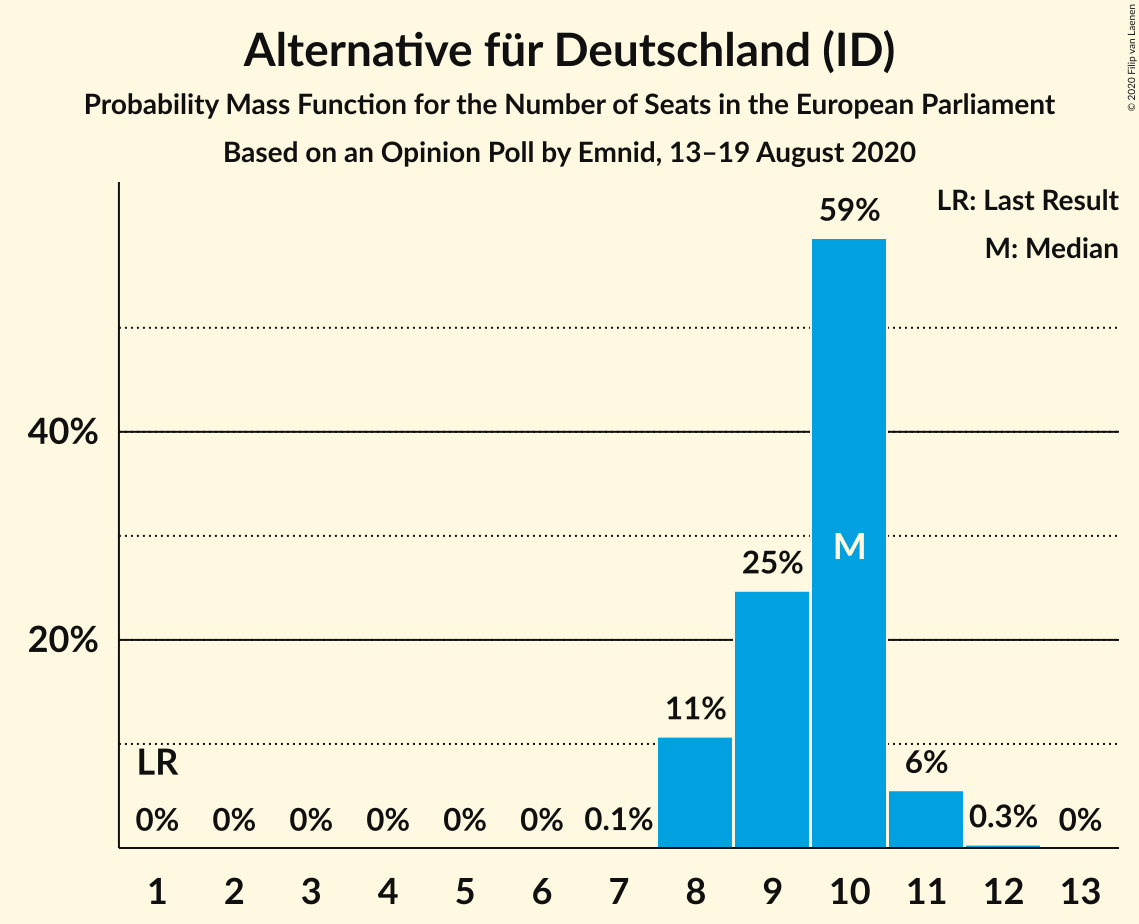 Alternative für Deutschland (ID)
Probability Mass Function for the Number of Seats in the European Parliament
Based on an Opinion Poll by Emnid, 13–19 August 2020
© 2020 Filip van Laenen
LR: Last Result
M: Median
59%
40%
M
25%
20%
11%
LR
6%
0% 0% 0% 0% 0% 0% 0.1% 0.3% 0%
1 2 3 4 5 6 7 8 9 10 11 12 13